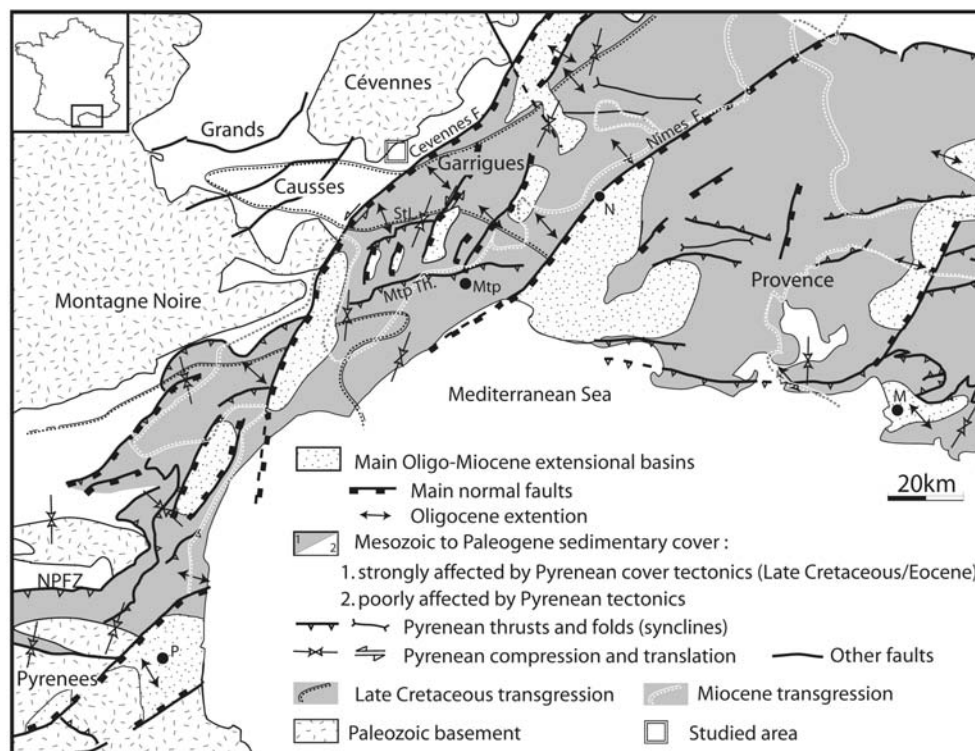 Cévennes
Grands
Cevennes F.
Nîmes F.
Garrigues
Causses
N
StL
Provence
Montagne Noire
Mtp Th.
Mtp
Mediterranean Sea
M
Main Oligo-Miocene extensional basins
20km
Main normal faults
Oligocene extention
1 2 Mesozoic to Paleogene sedimentary cover :
NPFZ
1. strongly affected by Pyrenean cover tectonics (Late Cretaceous/Eocene)
2. poorly affected by Pyrenean tectonics
Pyrenean thrusts and folds (synclines)
P
Pyrenean compression and translation Other faults
Pyrenees
Late Cretaceous transgression Miocene transgression
Paleozoic basement Studied area